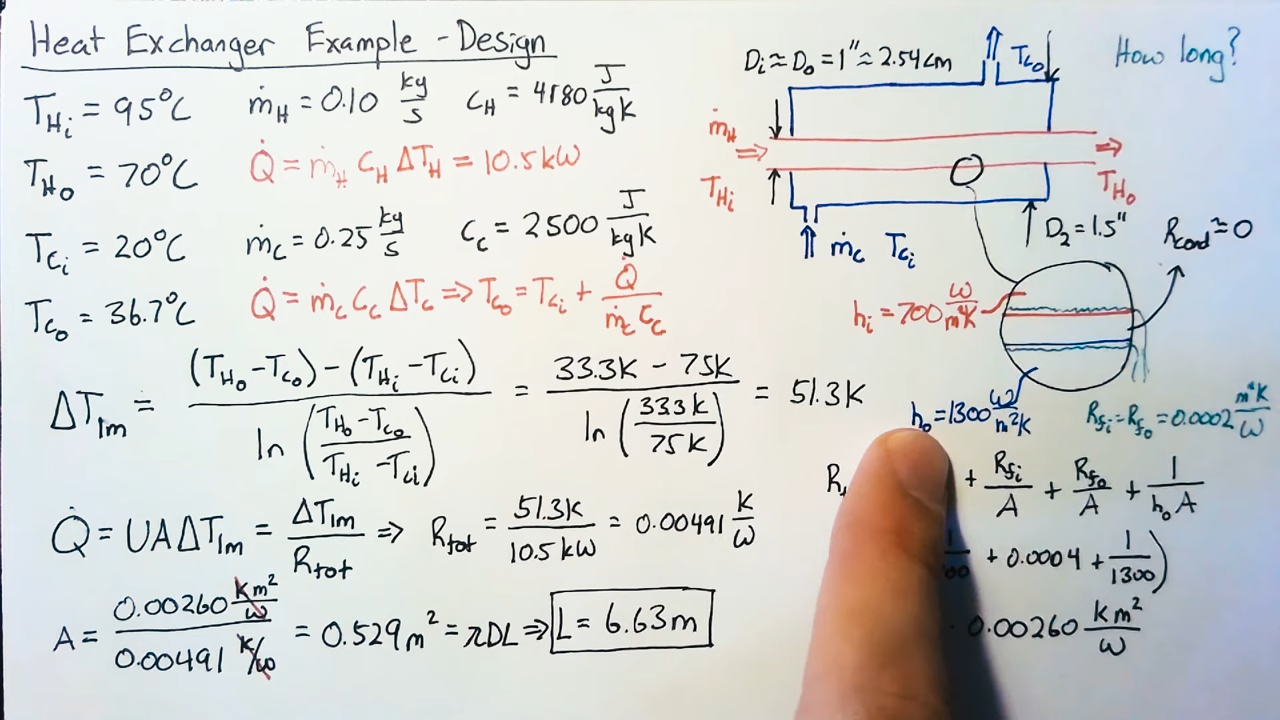 Heat Exchanger Example - Design
T_Hi = 95°C   ṁ_H = 0.10 kg/s   c_H = 4180 J/kgK
T_Ho = 70°C   Q̇ = ṁ_H C_H ΔT_H = 10.5 kW
T_Ci = 20°C   ṁ_C = 0.25 kg/s   C_c = 2500 J/kgK
T_Co = 36.7°C   Q̇ = ṁ_c C_c ΔT_c ⇒ T_Co = T_Ci + Q̇/(ṁ_c C_c)
ΔT_lm = ((T_Ho - T_Co) - (T_Hi - T_Ci)) / ln((T_Ho - T_Co)/(T_Hi - T_Ci)) = (33.3K - 75K) / ln(333K/75K) = 51.3K
Q̇ = UAΔT_lm = ΔT_lm/R_tot ⇒ R_tot = 51.3K/10.5kW = 0.00491 K/W
A = (0.00260 Km²/W)/(0.00491 K/W) = 0.529m² = πDL ⇒ L = 6.63m
D_i ≈ D_o = 1" ≈ 2.54cm
T_Co
How long?
ṁ_H
T_Hi
T_Ho
ṁ_C T_Ci
D_2 = 1.5"
R_cond ≈ 0
h_i = 700 W/m²K
h_o = 1300 W/m²K
R_fi = R_fo = 0.0002 m²K/W
+ R_fi/A + R_fo/A + 1/(h_o A)
+ 0.0004 + 1/1300)
0.00260 Km²/W